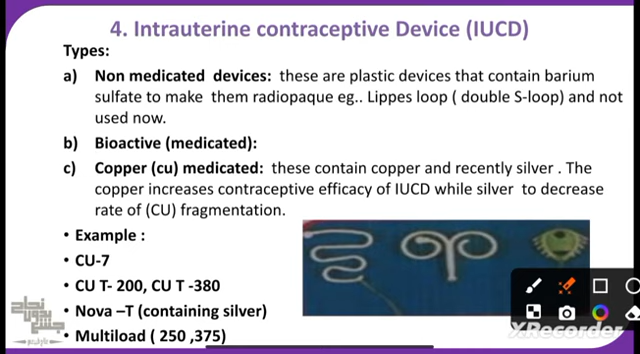 4. Intrauterine contraceptive Device (IUCD)
Types:
a) Non medicated devices: these are plastic devices that contain barium
sulfate to make them radiopaque eg.. Lippes loop ( double S-loop) and not
used now.
b) Bioactive (medicated):
c) Copper (cu) medicated: these contain copper and recently silver . The
copper increases contraceptive efficacy of IUCD while silver to decrease
rate of (CU) fragmentation.
• Example :
• CU-7
• CU T- 200, CU T -380
• Nova –T (containing silver)
• Multiload ( 250 ,375)
نجاح
بدون
XRecorder